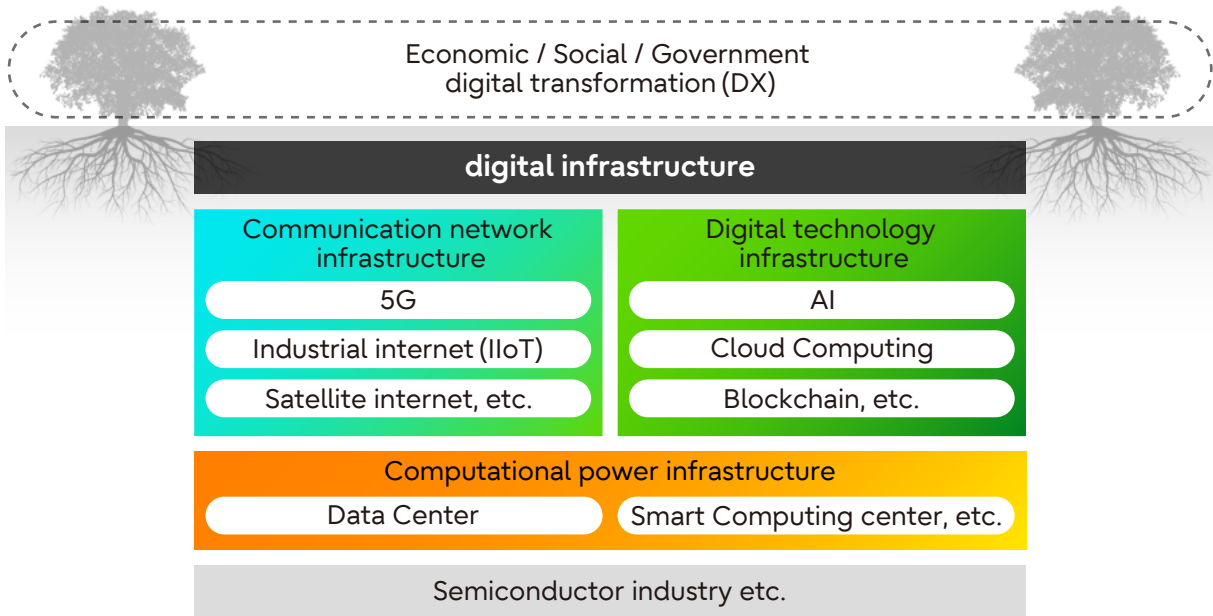 Economic / Social / Government
digital transformation (DX)
digital infrastructure
Communication network
infrastructure
5G
Industrial internet (IIoT)
Satellite internet, etc.
Digital technology
infrastructure
AI
Cloud Computing
Blockchain, etc.
Computational power infrastructure
Data Center
Smart Computing center, etc.
Semiconductor industry etc.